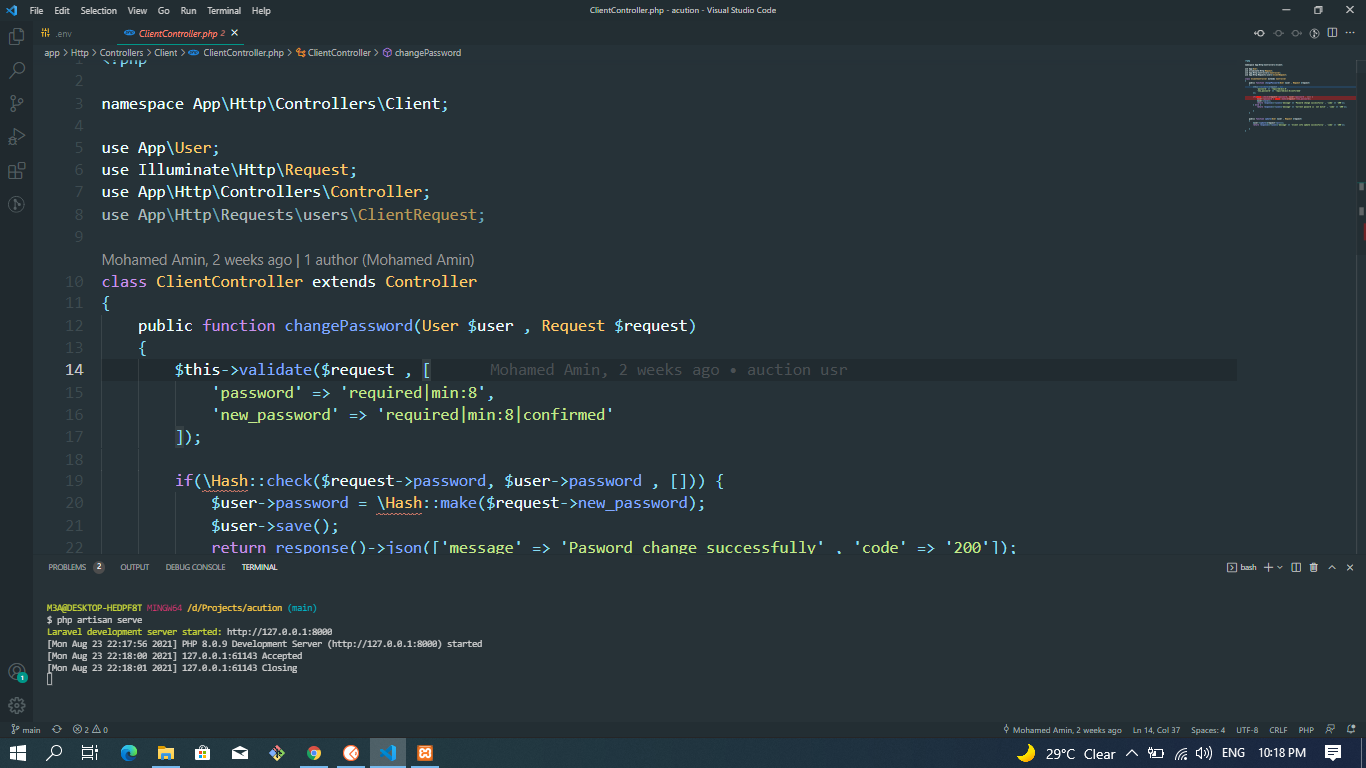 File Edit Selection View Go Run Terminal Help
ClientController.php - acution - Visual Studio Code
.env
ClientController.php 2
app > Http > Controllers > Client > ClientController.php > ClientController > changePassword
1 <?php
2
3 namespace App\Http\Controllers\Client;
4
5 use App\User;
6 use Illuminate\Http\Request;
7 use App\Http\Controllers\Controller;
8 use App\Http\Requests\users\ClientRequest;
9
Mohamed Amin, 2 weeks ago | 1 author (Mohamed Amin)
10 class ClientController extends Controller
11 {
12 public function changePassword(User $user , Request $request)
13 {
14 $this->validate($request , [ Mohamed Amin, 2 weeks ago • auction usr
15 'password' => 'required|min:8',
16 'new_password' => 'required|min:8|confirmed'
17 ]);
18
19 if(\Hash::check($request->password, $user->password , [])) {
20 $user->password = \Hash::make($request->new_password);
21 $user->save();
22 return response()->json(['message' => 'Pasword change successfully' , 'code' => '200']);
PROBLEMS 2 OUTPUT DEBUG CONSOLE TERMINAL
bash
M3A@DESKTOP-HEDPF8T MINGW64 /d/Projects/acution (main)
$ php artisan serve
Laravel development server started: http://127.0.0.1:8000
[Mon Aug 23 22:17:56 2021] PHP 8.0.9 Development Server (http://127.0.0.1:8000) started
[Mon Aug 23 22:18:00 2021] 127.0.0.1:61143 Accepted
[Mon Aug 23 22:18:01 2021] 127.0.0.1:61143 Closing
1
main 2 0
Mohamed Amin, 2 weeks ago Ln 14, Col 37 Spaces: 4 UTF-8 CRLF PHP
29°C Clear ENG 10:18 PM